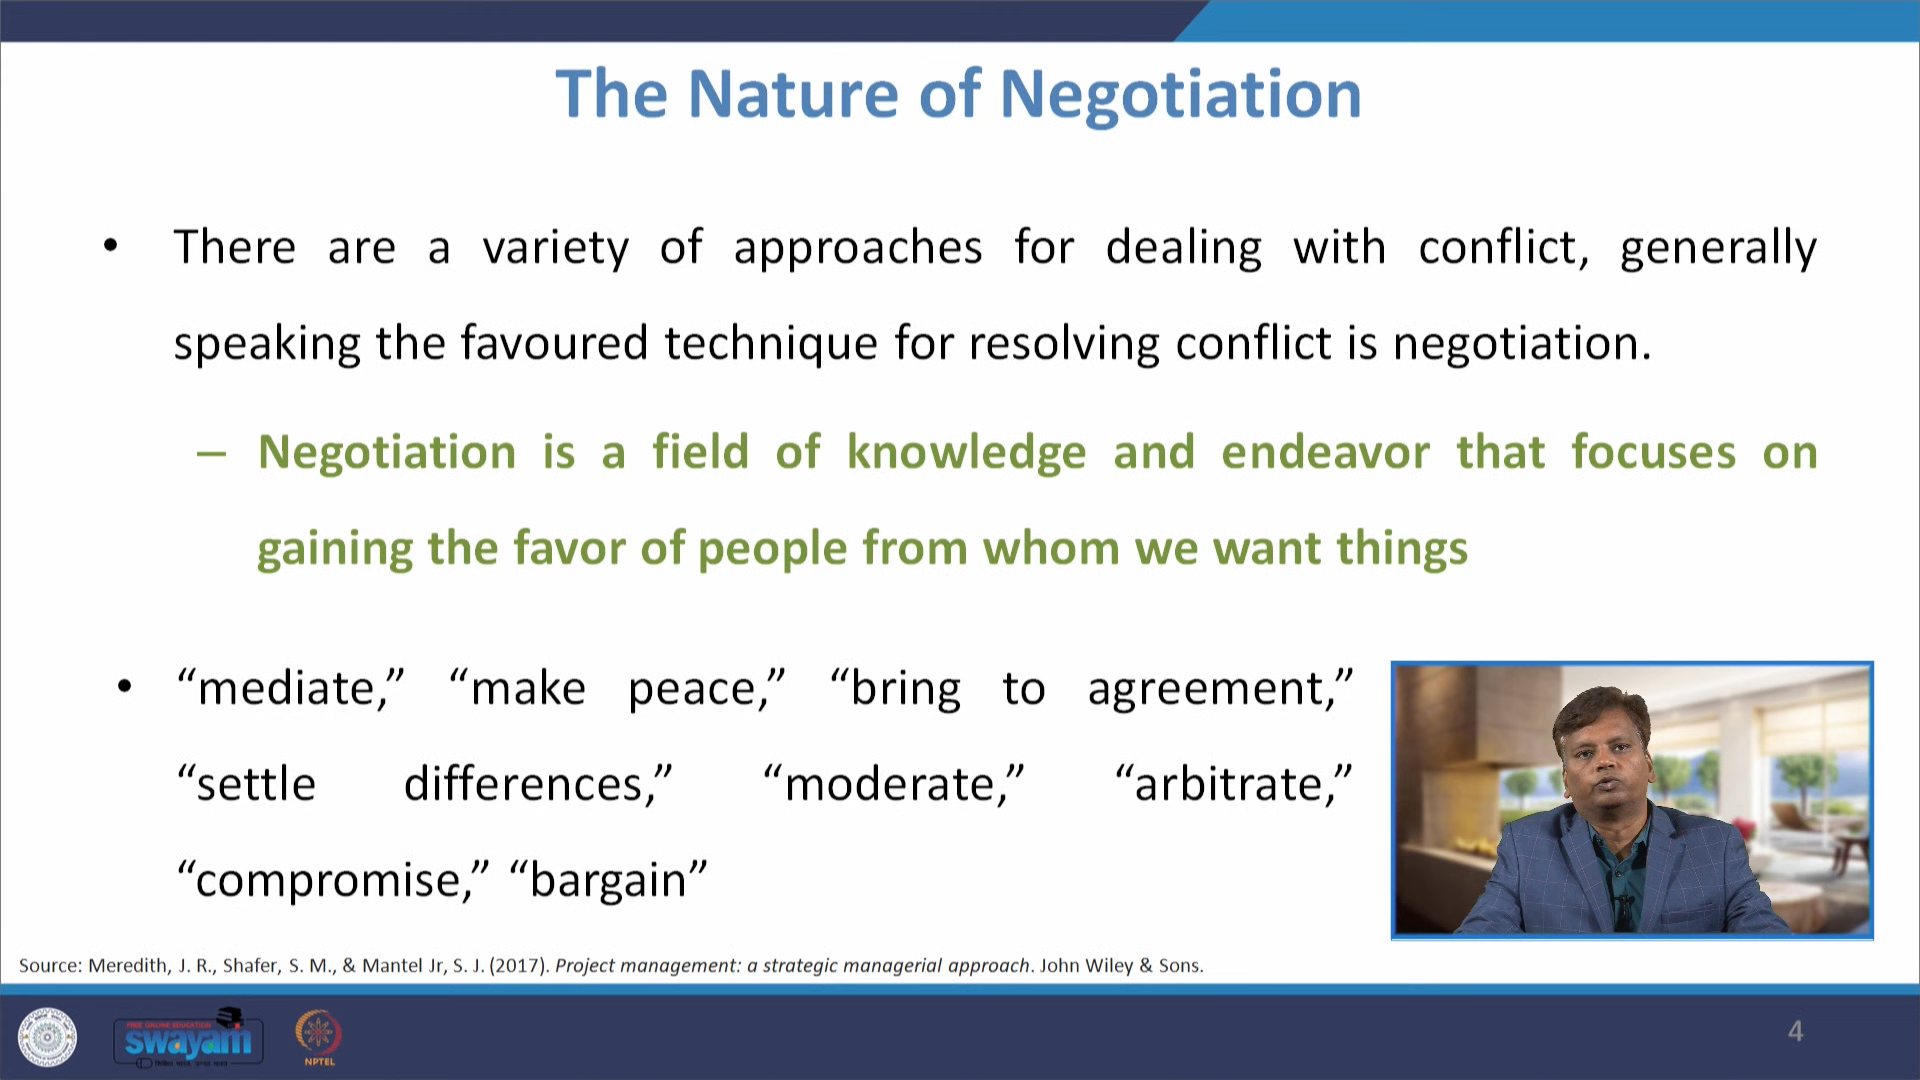 The Nature of Negotiation
• There are a variety of approaches for dealing with conflict, generally
speaking the favoured technique for resolving conflict is negotiation.
– Negotiation is a field of knowledge and endeavor that focuses on
gaining the favor of people from whom we want things
• “mediate,” “make peace,” “bring to agreement,”
“settle differences,” “moderate,” “arbitrate,”
“compromise,” “bargain”
Source: Meredith, J. R., Shafer, S. M., & Mantel Jr, S. J. (2017). Project management: a strategic managerial approach. John Wiley & Sons.
FREE ONLINE EDUCATION
swayam
NPTEL
4